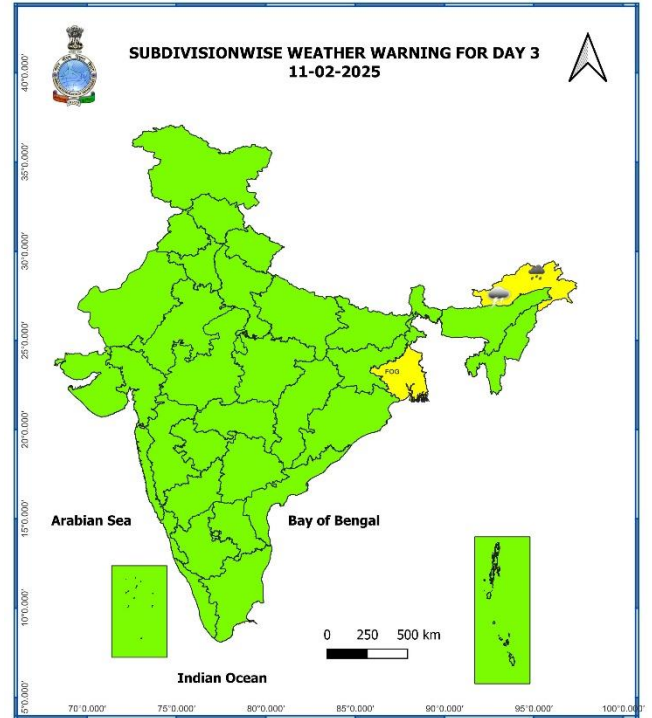 SUBDIVISIONWISE WEATHER WARNING FOR DAY 3
11-02-2025
40°0.000'
35°0.000'
30°0.000'
25°0.000'
20°0.000'
15°0.000'
10°0.000'
5°0.000'
FOG
Arabian Sea
Bay of Bengal
0 250 500 km
Indian Ocean
70°0.000' 75°0.000' 80°0.000' 85°0.000' 90°0.000' 95°0.000' 100°0.000'